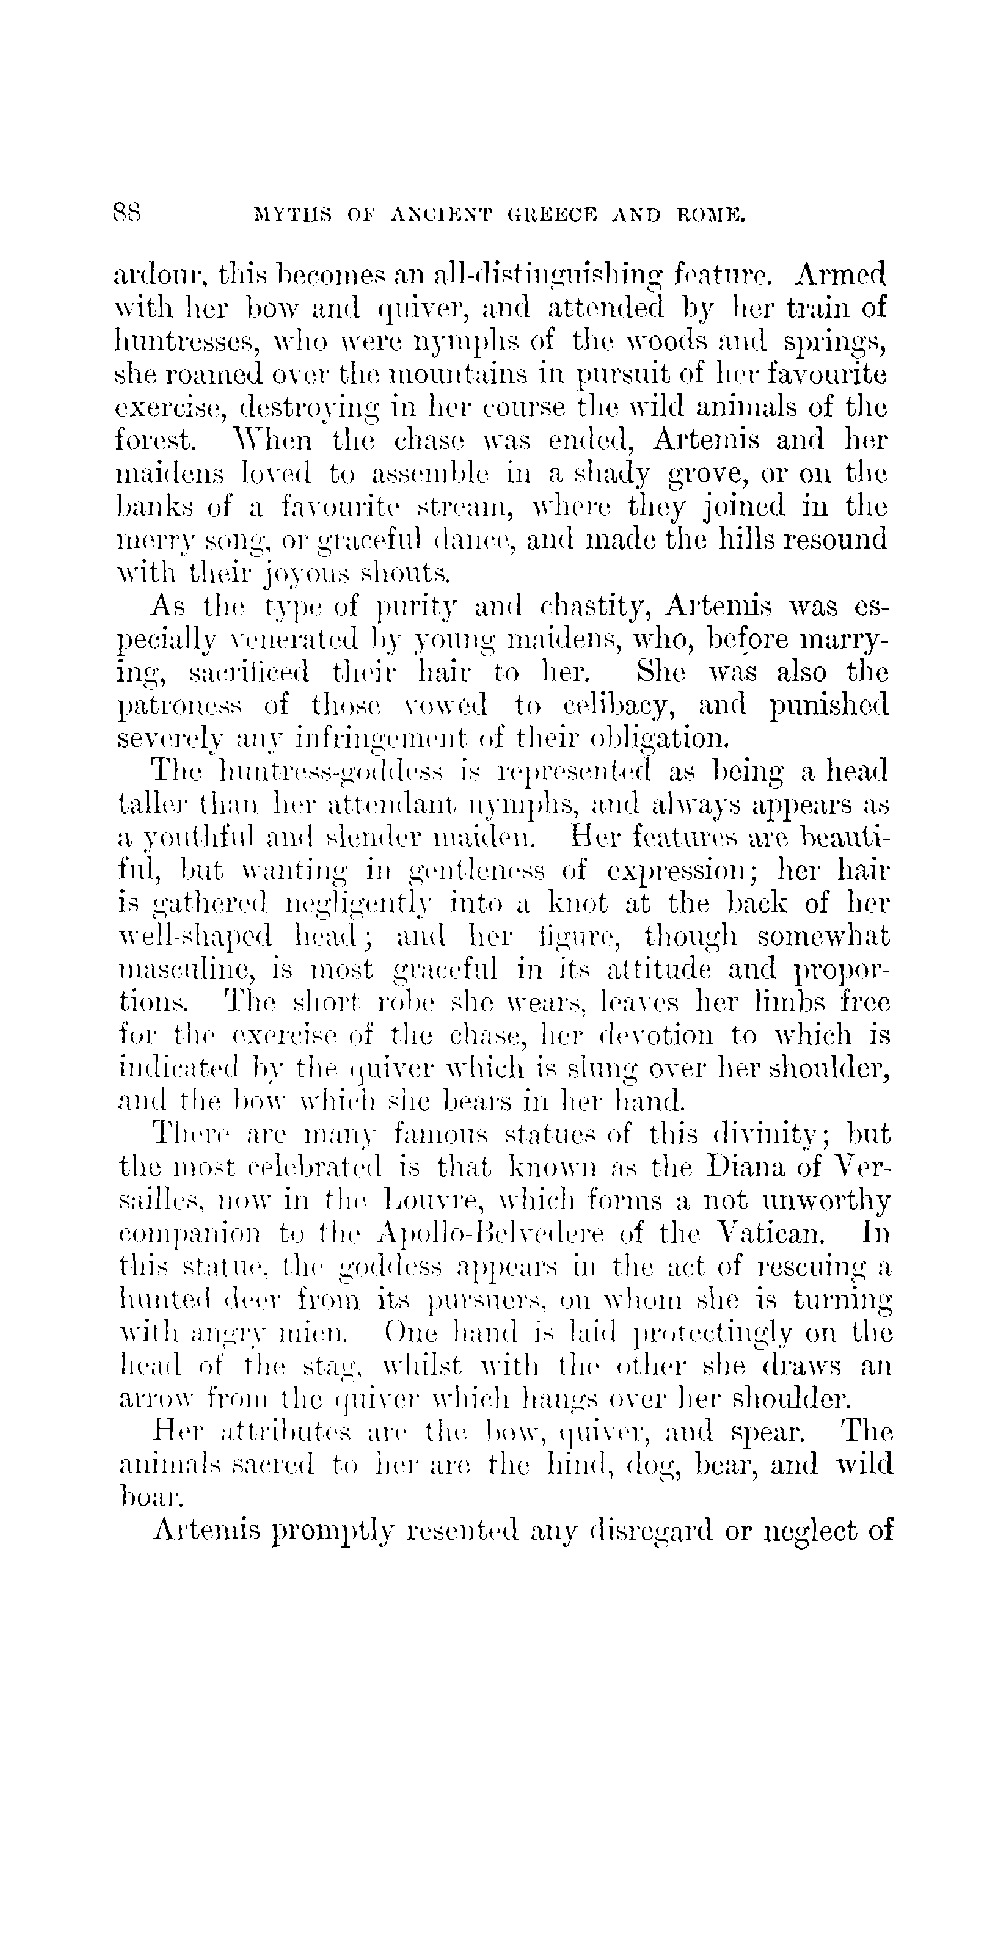 88 MYTHS OF ANCIENT GREECE AND ROME.
ardour, this becomes an all-distinguishing feature. Armed
with her bow and quiver, and attended by her train of
huntresses, who were nymphs of the woods and springs,
she roamed over the mountains in pursuit of her favourite
exercise, destroying in her course the wild animals of the
forest. When the chase was ended, Artemis and her
maidens loved to assemble in a shady grove, or on the
banks of a favourite stream, where they joined in the
merry song, or graceful dance, and made the hills resound
with their joyous shouts.
As the type of purity and chastity, Artemis was es-
pecially venerated by young maidens, who, before marry-
ing, sacrificed their hair to her. She was also the
patroness of those vowed to celibacy, and punished
severely any infringement of their obligation.
The huntress-goddess is represented as being a head
taller than her attendant nymphs, and always appears as
a youthful and slender maiden. Her features are beauti-
ful, but wanting in gentleness of expression; her hair
is gathered negligently into a knot at the back of her
well-shaped head; and her figure, though somewhat
masculine, is most graceful in its attitude and propor-
tions. The short robe she wears, leaves her limbs free
for the exercise of the chase, her devotion to which is
indicated by the quiver which is slung over her shoulder,
and the bow which she bears in her hand.
There are many famous statues of this divinity; but
the most celebrated is that known as the Diana of Ver-
sailles, now in the Louvre, which forms a not unworthy
companion to the Apollo-Belvedere of the Vatican. In
this statue, the goddess appears in the act of rescuing a
hunted deer from its pursuers, on whom she is turning
with angry mien. One hand is laid protectingly on the
head of the stag, whilst with the other she draws an
arrow from the quiver which hangs over her shoulder.
Her attributes are the bow, quiver, and spear. The
animals sacred to her are the hind, dog, bear, and wild
boar.
Artemis promptly resented any disregard or neglect of